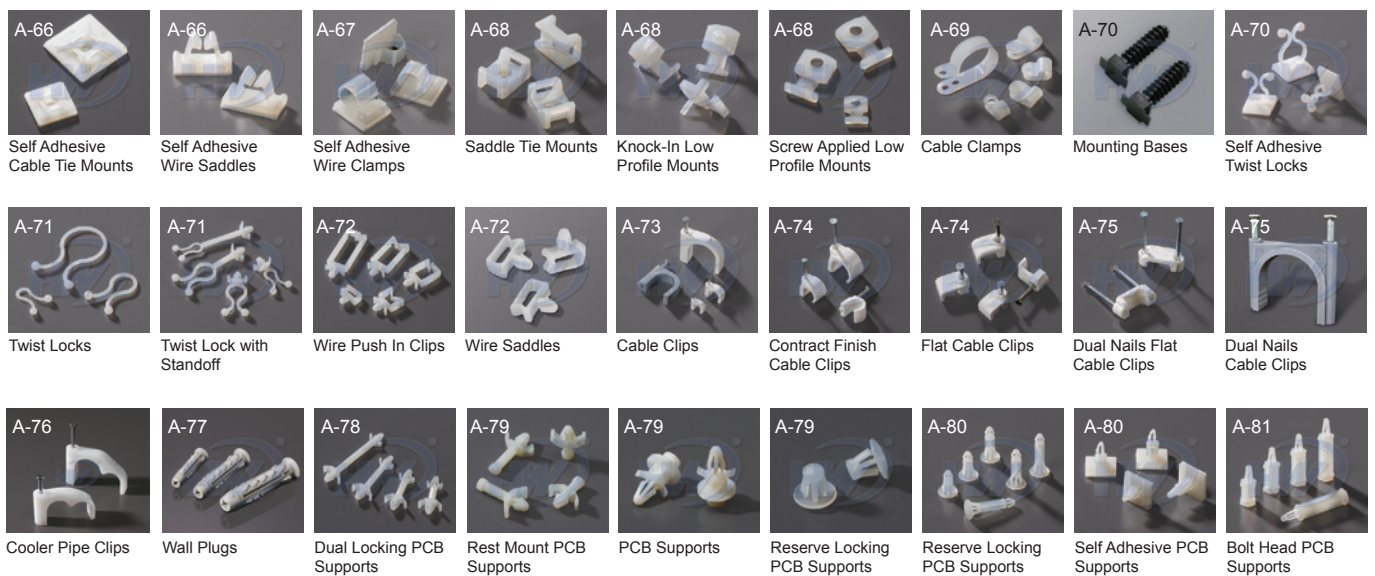 A-66
A-66
A-67
A-68
A-68
A-68
A-69
A-70
A-70
Self Adhesive
Cable Tie Mounts
Self Adhesive
Wire Saddles
Self Adhesive
Wire Clamps
Saddle Tie Mounts
Knock-In Low
Profile Mounts
Screw Applied Low
Profile Mounts
Cable Clamps
Mounting Bases
Self Adhesive
Twist Locks
A-71
A-71
A-72
A-72
A-73
A-74
A-74
A-75
A-75
Twist Locks
Twist Lock with
Standoff
Wire Push In Clips
Wire Saddles
Cable Clips
Contract Finish
Cable Clips
Flat Cable Clips
Dual Nails Flat
Cable Clips
Dual Nails
Cable Clips
A-76
A-77
A-78
A-79
A-79
A-79
A-80
A-80
A-81
Cooler Pipe Clips
Wall Plugs
Dual Locking PCB
Supports
Rest Mount PCB
Supports
PCB Supports
Reserve Locking
PCB Supports
Reserve Locking
PCB Supports
Self Adhesive PCB
Supports
Bolt Head PCB
Supports